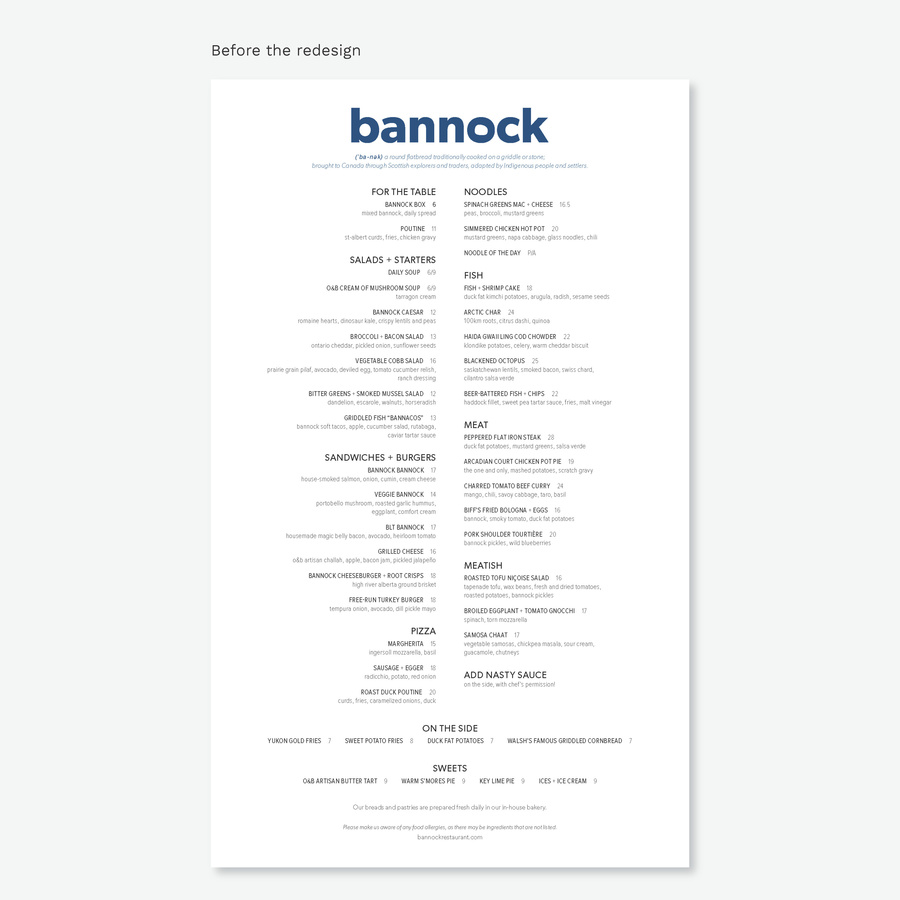 Before the redesign
bannock
('ba-nək) a round flatbread traditionally cooked on a griddle or stone;
brought to Canada through Scottish explorers and traders, adopted by Indigenous people and settlers.
FOR THE TABLE
BANNOCK BOX 6
mixed bannock, daily spread
POUTINE 11
st-albert curds, fries, chicken gravy
SALADS + STARTERS
DAILY SOUP 6/9
O&B CREAM OF MUSHROOM SOUP 6/9
tarragon cream
BANNOCK CAESAR 12
romaine hearts, dinosaur kale, crispy lentils and peas
BROCCOLI + BACON SALAD 13
ontario cheddar, pickled onion, sunflower seeds
VEGETABLE COBB SALAD 16
prairie grain pilaf, avocado, deviled egg, tomato cucumber relish,
ranch dressing
BITTER GREENS + SMOKED MUSSEL SALAD 12
dandelion, escarole, walnuts, horseradish
GRIDDLED FISH "BANNACOS" 13
bannock soft tacos, apple; cucumber salad, rutabaga,
caviar tartar sauce
SANDWICHES + BURGERS
BANNOCK BANNOCK 17
house-smoked salmon, onion, cumin, cream cheese
VEGGIE BANNOCK 14
portobello mushroom, roasted garlic hummus,
eggplant, comfort cream
BLT BANNOCK 17
housemade magic belly bacon, avocado, heirloom tomato
GRILLED CHEESE 16
o&b artisan challah, apple, bacon jam, pickled jalapeño
BANNOCK CHEESEBURGER + ROOT CRISPS 18
high river alberta ground brisket
FREE-RUN TURKEY BURGER 18
tempura onion, avocado, dill pickle mayo
PIZZA
MARGHERITA 15
ingersoll mozzarella, basil
SAUSAGE + EGGER 18
radicchio, potato, red onion
ROAST DUCK POUTINE 20
curds, fries, caramelized onions, duck
NOODLES
SPINACH GREENS MAC + CHEESE 16.5
peas, broccoli, mustard greens
SIMMERED CHICKEN HOT POT 20
mustard greens, napa cabbage, glass noodles, chili
NOODLE OF THE DAY P/A
FISH
FISH + SHRIMP CAKE 18
duck fat kimchi potatoes, arugula, radish, sesame seeds
ARCTIC CHAR 24
100km roots, citrus dashi, quinoa
HAIDA GWAII LING COD CHOWDER 22
klondike potatoes, celery, warm cheddar biscuit
BLACKENED OCTOPUS 25
saskatchewan lentils, smoked bacon, swiss chard,
cilantro salsa verde
BEER-BATTERED FISH + CHIPS 22
haddock fillet, sweet pea tartar sauce, fries, malt vinegar
MEAT
PEPPERED FLAT IRON STEAK 28
duck fat potatoes, mustard greens, salsa verde
ARCADIAN COURT CHICKEN POT PIE 19
the one and only, mashed potatoes, scratch gravy
CHARRED TOMATO BEEF CURRY 24
mango, chili, savoy cabbage, taro, basil
BIFF'S FRIED BOLOGNA + EGGS 16
bannock, smoky tomato, duck fat potatoes
PORK SHOULDER TOURTIÈRE 20
bannock pickles, wild blueberries
MEATISH
ROASTED TOFU NIÇOISE SALAD 16
tapenade tofu, wax beans, fresh and dried tomatoes,
roasted potatoes, bannock pickles
BROILED EGGPLANT + TOMATO GNOCCHI 17
spinach, torn mozzarella
SAMOSA CHAAT 17
vegetable samosas, chickpea masala, sour cream,
guacamole, chutneys
ADD NASTY SAUCE
on the side, with chef's permission!
ON THE SIDE
YUKON GOLD FRIES 7 SWEET POTATO FRIES 8 DUCK FAT POTATOES 7 WALSH'S FAMOUS GRIDDLED CORNBREAD 7
SWEETS
O&B ARTISAN BUTTER TART 9 WARM S'MORES PIE 9 KEY LIME PIE 9 ICES + ICE CREAM 9
Our breads and pastries are prepared fresh daily in our in-house bakery.
Please make us aware of any food allergies, as there may be ingredients that are not listed.
bannockrestaurant.com